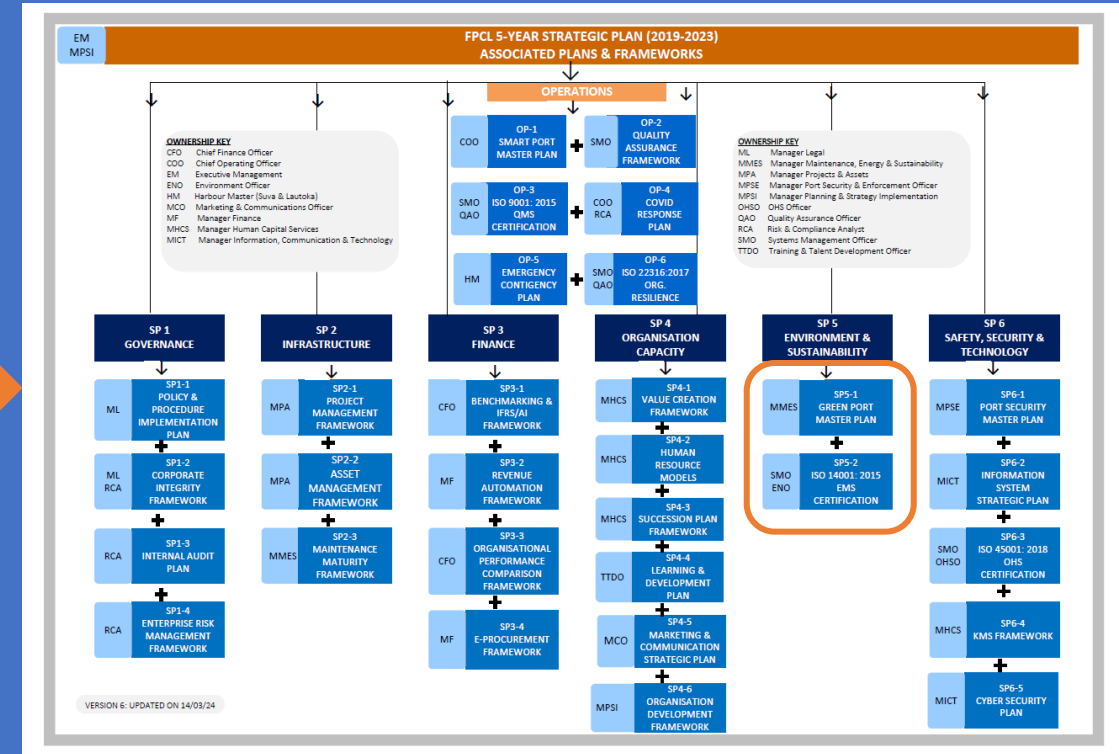 EM
MPSI
FPCL 5-YEAR STRATEGIC PLAN (2019-2023)
ASSOCIATED PLANS & FRAMEWORKS
OPERATIONS
OWNERSHIP KEY
CFO Chief Finance Officer
COO Chief Operating Officer
EM Executive Management
ENO Environment Officer
HM Harbour Master (Suva & Lautoka)
MCO Marketing & Communications Officer
MF Manager Finance
MHCS Manager Human Capital Services
MICT Manager Information, Communication & Technology
COO
OP-1
SMART PORT
MASTER PLAN
SMO
OP-2
QUALITY
ASSURANCE
FRAMEWORK
SMO
QAO
OP-3
ISO 9001: 2015
QMS
CERTIFICATION
COO
RCA
OP-4
COVID
RESPONSE
PLAN
HM
OP-5
EMERGENCY
CONTIGENCY
PLAN
SMO
QAO
OP-6
ISO 22316:2017
ORG.
RESILIENCE
OWNERSHIP KEY
ML Manager Legal
MMES Manager Maintenance, Energy & Sustainability
MPA Manager Projects & Assets
MPSE Manager Port Security & Enforcement Officer
MPSI Manager Planning & Strategy Implementation
OHSO OHS Officer
QAO Quality Assurance Officer
RCA Risk & Compliance Analyst
SMO Systems Management Officer
TTDO Training & Talent Development Officer
SP 1
GOVERNANCE
ML
SP1-1
POLICY &
PROCEDURE
IMPLEMENTATION
PLAN
ML
RCA
SP1-2
CORPORATE
INTEGRITY
FRAMEWORK
RCA
SP1-3
INTERNAL AUDIT
PLAN
RCA
SP1-4
ENTERPRISE RISK
MANAGEMENT
FRAMEWORK
SP 2
INFRASTRUCTURE
MPA
SP2-1
PROJECT
MANAGEMENT
FRAMEWORK
MPA
SP2-2
ASSET
MANAGEMENT
FRAMEWORK
MMES
SP2-3
MAINTENANCE
MATURITY
FRAMEWORK
SP 3
FINANCE
CFO
SP3-1
BENCHMARKING &
IFRS/AI
FRAMEWORK
MF
SP3-2
REVENUE
AUTOMATION
FRAMEWORK
CFO
SP3-3
ORGANISATIONAL
PERFORMANCE
COMPARISON
FRAMEWORK
MF
SP3-4
E-PROCUREMENT
FRAMEWORK
SP 4
ORGANISATION
CAPACITY
MHCS
SP4-1
VALUE CREATION
FRAMEWORK
MHCS
SP4-2
HUMAN
RESOURCE
MODELS
MHCS
SP4-3
SUCCESSION PLAN
FRAMEWORK
TTDO
SP4-4
LEARNING &
DEVELOPMENT
PLAN
MCO
SP4-5
MARKETING &
COMMUNICATION
STRATEGIC PLAN
MPSI
SP4-6
ORGANISATION
DEVELOPMENT
FRAMEWORK
SP 5
ENVIRONMENT &
SUSTAINABILITY
MMES
SP5-1
GREEN PORT
MASTER PLAN
SMO
ENO
SP5-2
ISO 14001: 2015
EMS
CERTIFICATION
SP 6
SAFETY, SECURITY &
TECHNOLOGY
MPSE
SP6-1
PORT SECURITY
MASTER PLAN
MICT
SP6-2
INFORMATION
SYSTEM
STRATEGIC PLAN
SMO
OHSO
SP6-3
ISO 45001: 2018
OHS
CERTIFICATION
MHCS
SP6-4
KMS FRAMEWORK
MICT
SP6-5
CYBER SECURITY
PLAN
VERSION 6: UPDATED ON 14/03/24